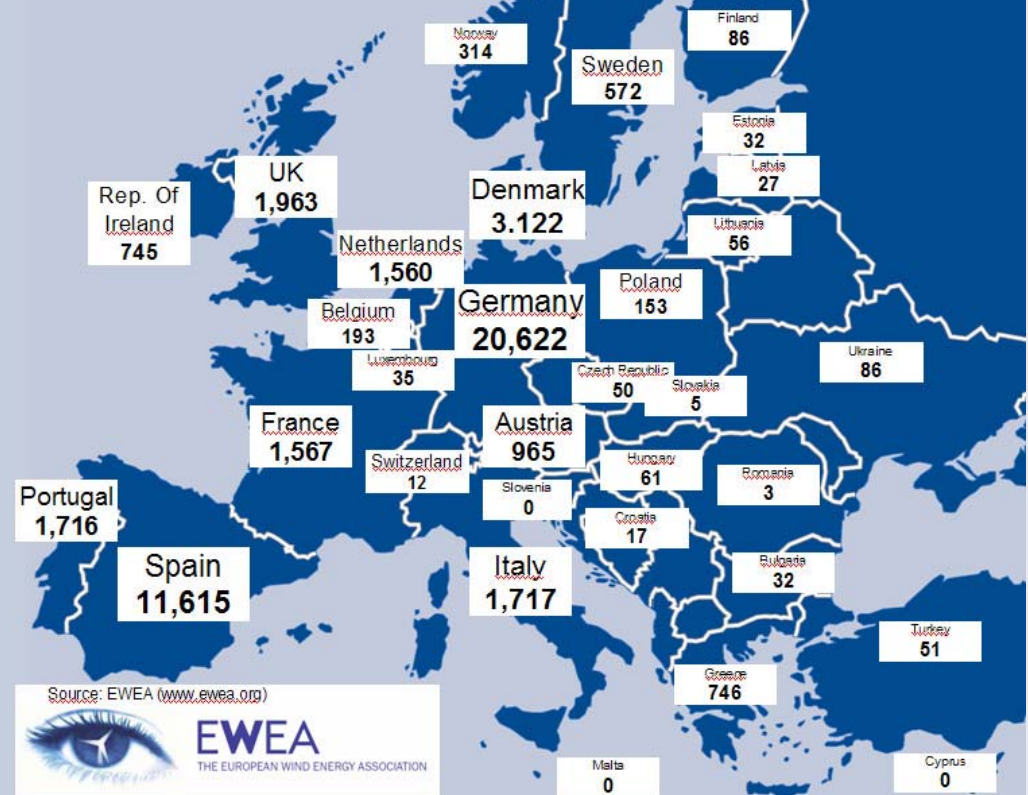 Norway
314
Finland
86
Sweden
572
Estonia
32
Latvia
27
UK
1,963
Rep. Of
Ireland
745
Denmark
3.122
Lithuania
56
Netherlands
1,560
Poland
153
Germany
20,622
Belgium
193
Luxembourg
35
Ukraine
86
Czech Republic
50
Slovakia
5
France
1,567
Austria
965
Switzerland
12
Hungary
61
Romania
3
Slovenia
0
Portugal
1,716
Croatia
17
Spain
11,615
Italy
1,717
Bulgaria
32
Turkey
51
Greece
746
Source: EWEA (www.ewea.org)
EWEA
THE EUROPEAN WIND ENERGY ASSOCIATION
Malta
0
Cyprus
0